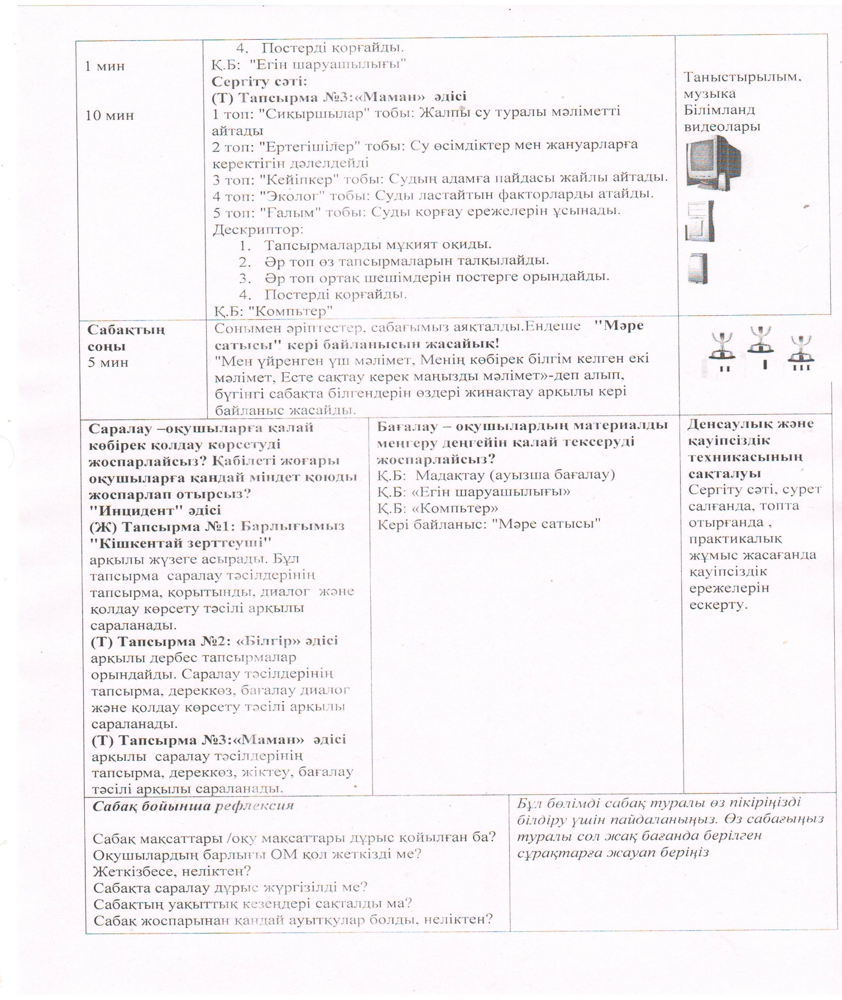 4. Постерді қорғайды.
1 мин
Қ.Б: "Егін шаруашылығы"
Сергіту сәті:
(Т) Тапсырма №3:«Маман» әдісі
10 мин
1 топ: "Сиқыршылар" тобы: Жалпы су туралы мәліметті
айтады
2 топ: "Ертегішілер" тобы: Су өсімдіктер мен жануарларға
керектігін дәлелдейді
3 топ: "Кейіпкер" тобы: Судың адамға пайдасы жайлы айтады.
4 топ: "Эколог" тобы: Суды ластайтын факторларды атайды.
5 топ: "Ғалым" тобы: Суды қорғау ережелерін ұсынады.
Дескриптор:
1. Тапсырмаларды мұқият оқиды.
2. Әр топ өз тапсырмаларын талқылайды.
3. Әр топ ортақ шешімдерін постерге орындайды.
4. Постерді қорғайды.
Қ.Б: "Компьтер"
Таныстырылым,
музыка
Білімланд
видеолары
Сабақтың
соңы
5 мин
Сонымен әріптестер, сабағымыз аяқталды.Ендеше "Мәре
сатысы" кері байланысын жасайық!
"Мен үйренген үш мәлімет, Менің көбірек білгім келген екі
мәлімет, Есте сақтау керек маңызды мәлімет»-деп алып,
бүгінгі сабақта білгендерін өздері жинақтау арқылы кері
байланыс жасайды.
II I III
Саралау –оқушыларға қалай
көбірек қолдау көрсетуді
жоспарлайсыз? Қабілеті жоғары
оқушыларға қандай міндет қоюды
жоспарлап отырсыз?
"Инцидент" әдісі
(Ж) Тапсырма №1: Барлығымыз
"Кішкентай зерттеуші"
арқылы жүзеге асырады. Бұл
тапсырма саралау тәсілдерінің
тапсырма, қорытынды, диалог және
қолдау көрсету тәсілі арқылы
сараланады.
(Т) Тапсырма №2: «Білгір» әдісі
арқылы дербес тапсырмалар
орындайды. Саралау тәсілдерінің
тапсырма, дереккөз, бағалау диалог
және қолдау көрсету тәсілі арқылы
сараланады.
(Т) Тапсырма №3:«Маман» әдісі
арқылы саралау тәсілдерінің
тапсырма, дереккөз, жіктеу, бағалау
тәсілі арқылы сараланады.
Бағалау – оқушылардың материалды
меңгеру деңгейін қалай тексеруді
жоспарлайсыз?
Қ.Б: Мадақтау (ауызша бағалау)
Қ.Б: «Егін шаруашылығы»
Қ.Б: «Компьтер»
Кері байланыс: "Мәре сатысы"
Денсаулық және
қауіпсіздік
техникасының
сақталуы
Сергіту сәті, сурет
салғанда, топта
отырғанда ,
практикалық
жұмыс жасағанда
қауіпсіздік
ережелерін
ескерту.
Сабақ бойынша рефлексия
Сабақ мақсаттары /оқу мақсаттары дұрыс қойылған ба?
Оқушылардың барлығы ОМ қол жеткізді ме?
Жеткізбесе, неліктен?
Сабақта саралау дұрыс жүргізілді ме?
Сабақтың уақыттық кезеңдері сақталды ма?
Сабақ жоспарынан қандай ауытқулар болды, неліктен?
Бұл бөлімді сабақ туралы өз пікіріңізді
білдіру үшін пайдаланыңыз. Өз сабағыңыз
туралы сол жақ бағанда берілген
сұрақтарға жауап беріңіз